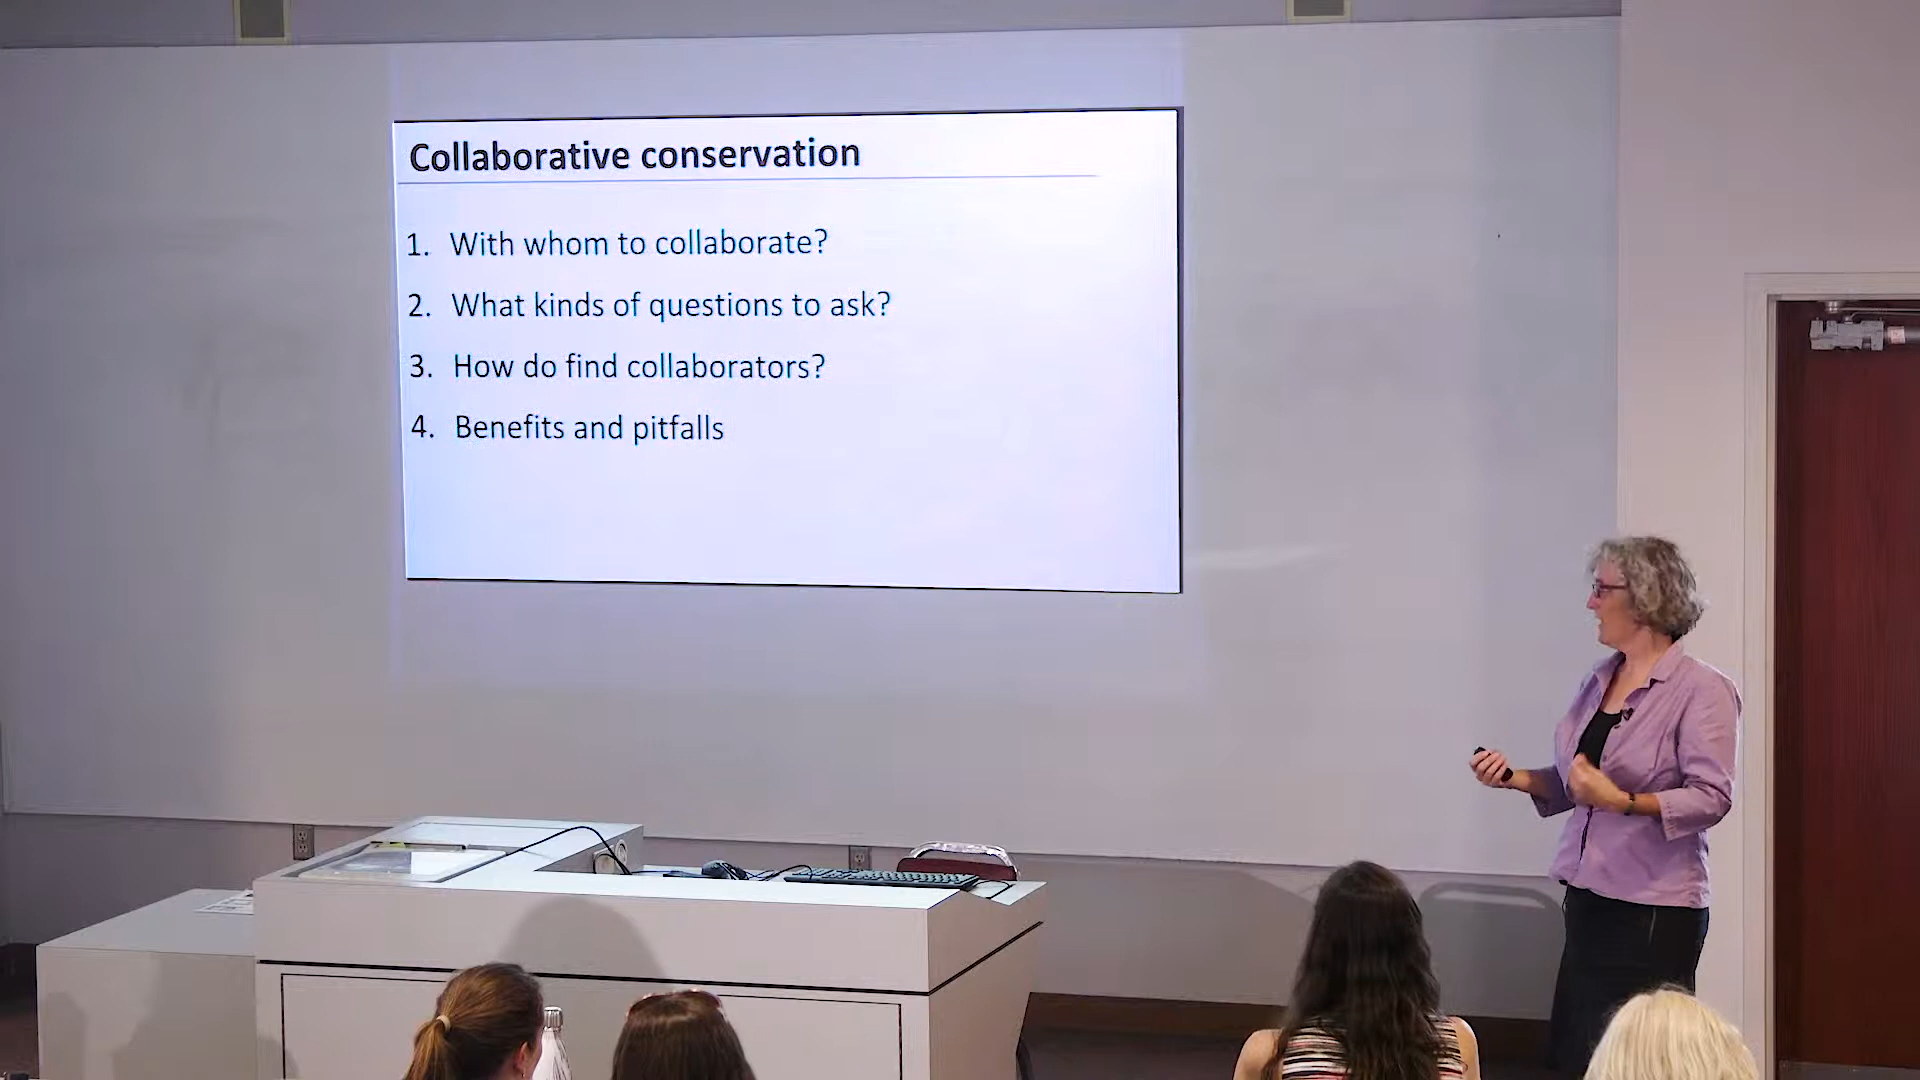 Collaborative conservation
1. With whom to collaborate?
2. What kinds of questions to ask?
3. How do find collaborators?
4. Benefits and pitfalls